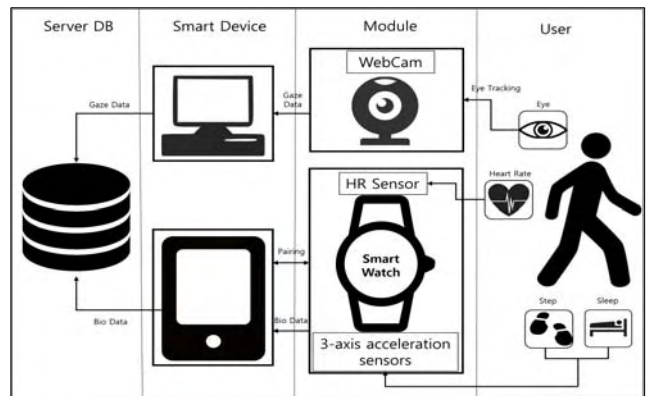 Server DB
Smart Device
Module
User
WebCam
Gaze Data
Gaze
Data
Eye Tracking
Eye
HR Sensor
Heart Rate
Pairing
Smart
Watch
Step
Sleep
Bio Data
Bio Data
3-axis acceleration
sensors